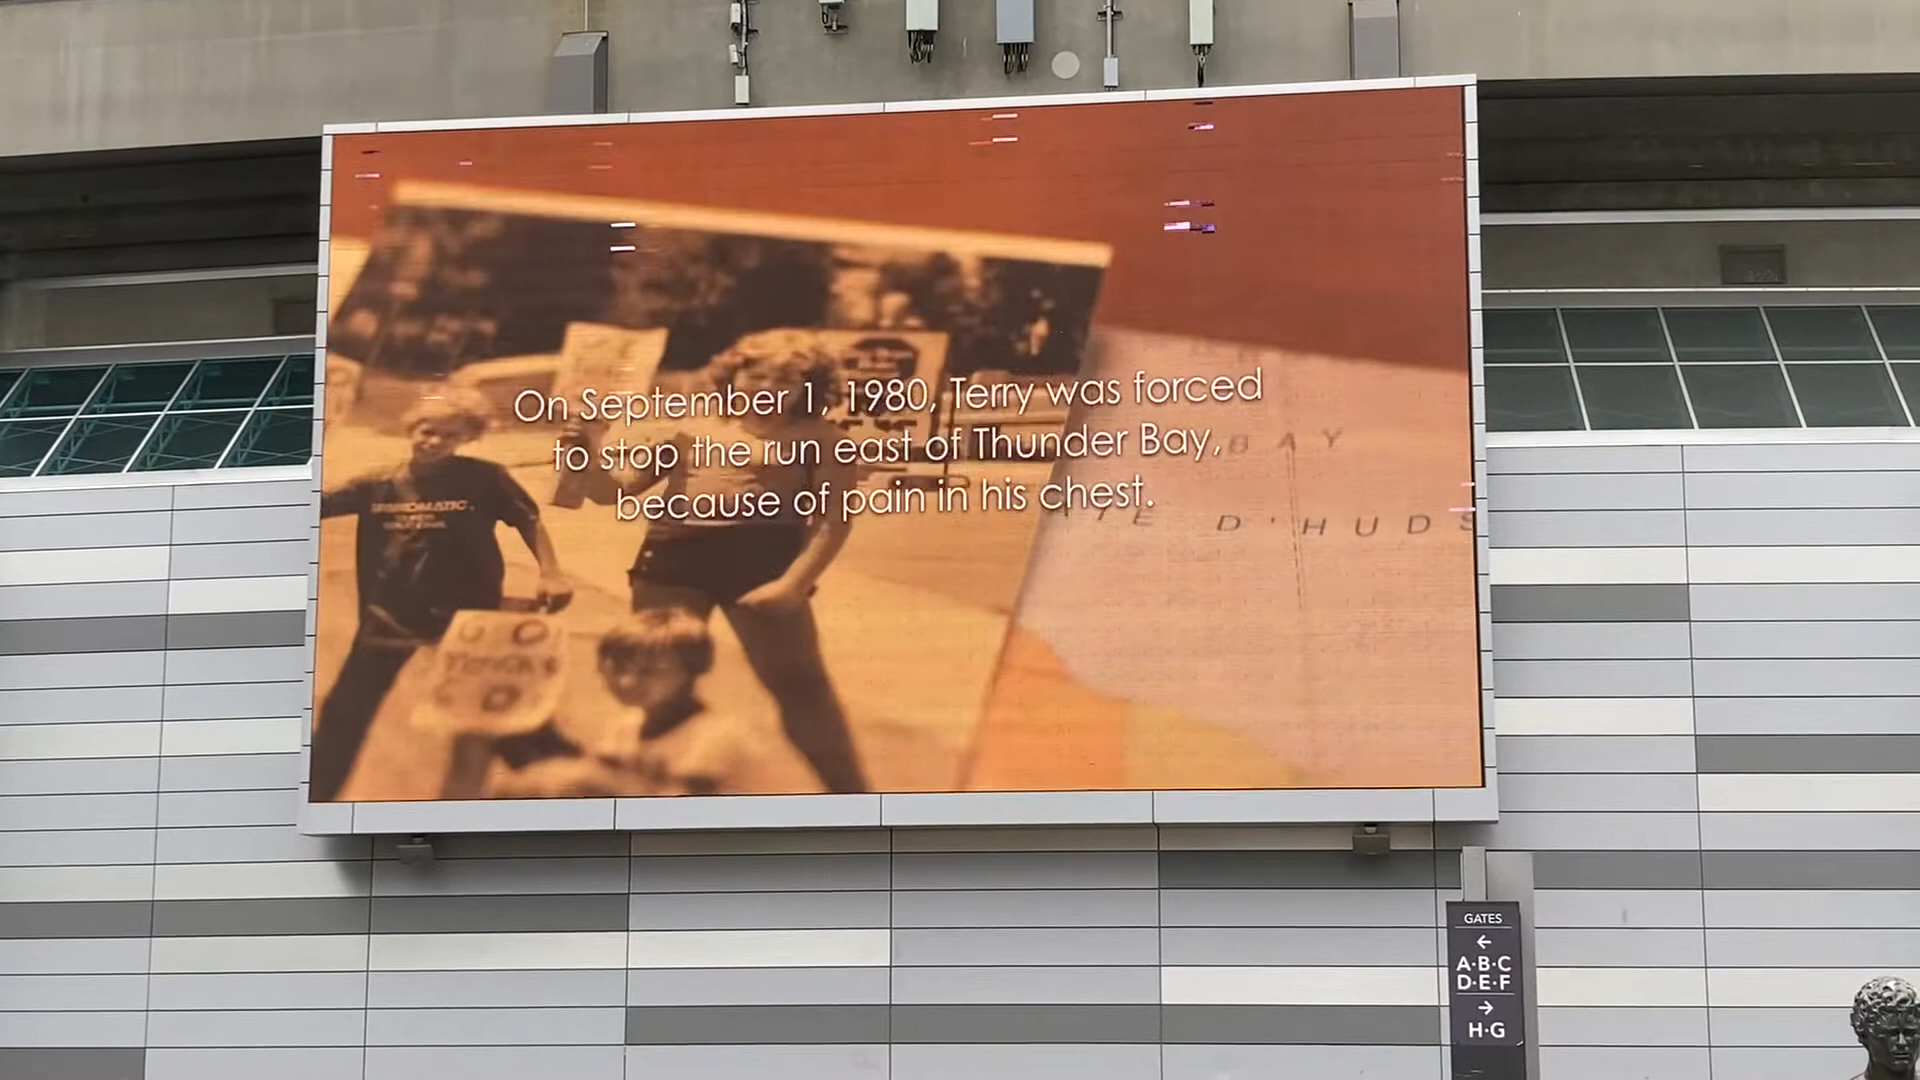 On September 1, 1980, Terry was forced
to stop the run east of Thunder Bay,
because of pain in his chest.
BAY
D'HUDS
GO
GATES
←
A·B·C
D·E·F
→
H·G